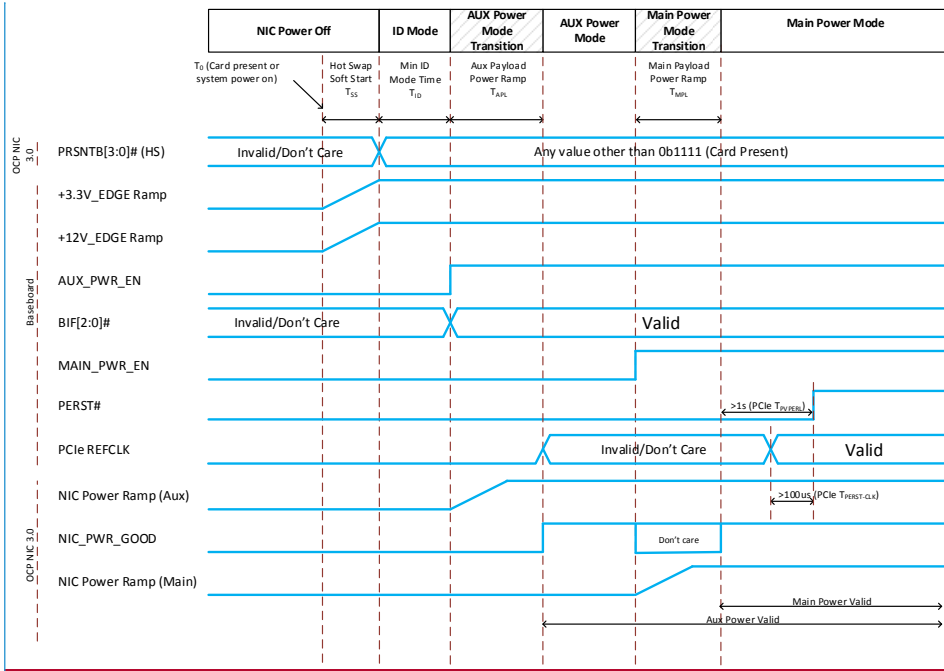 NIC Power Off
ID Mode
AUX Power
Mode
Transition
AUX Power
Mode
Main Power
Mode
Transition
Main Power Mode
T0 (Card present or
system power on)
Hot Swap
Soft Start
TSS
Min ID
Mode Time
TID
Aux Payload
Power Ramp
TAPL
Main Payload
Power Ramp
TMPL
OCP NIC
3.0
PRSNTB[3:0]# (HS)
Invalid/Don't Care
Any value other than 0b1111 (Card Present)
Baseboard
+3.3V_EDGE Ramp
+12V_EDGE Ramp
AUX_PWR_EN
BIF[2:0]#
Invalid/Don't Care
Valid
MAIN_PWR_EN
PERST#
>1s (PCIe TPVPERL)
PCIe REFCLK
Invalid/Don't Care
Valid
OCP NIC 3.0
NIC Power Ramp (Aux)
>100us (PCIe TPERST-CLK)
NIC_PWR_GOOD
Don't care
NIC Power Ramp (Main)
Main Power Valid
Aux Power Valid